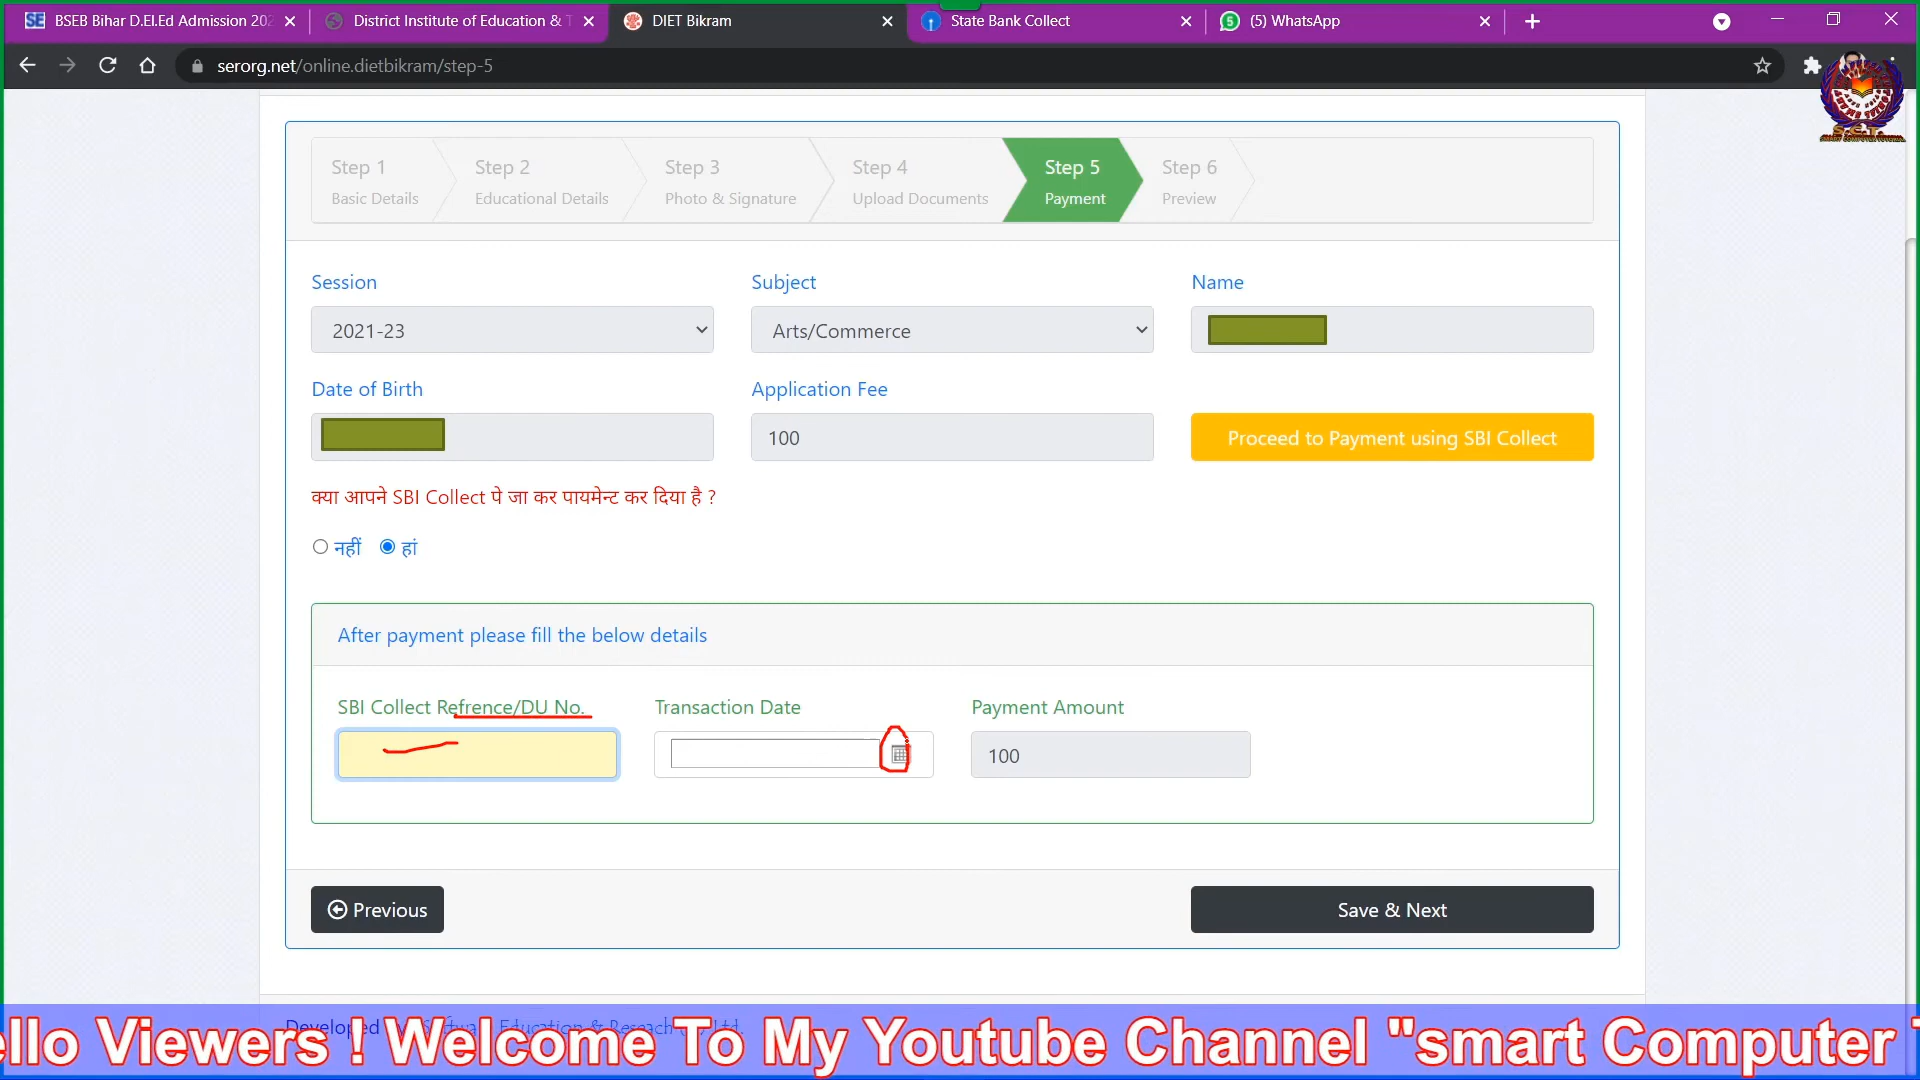 BSEB Bihar D.El.Ed Admission 202
District Institute of Education & T
DIET Bikram
State Bank Collect
(5) WhatsApp
serorg.net/online.dietbikram/step-5
S.C.T.
Step 1
Basic Details
Step 2
Educational Details
Step 3
Photo & Signature
Step 4
Upload Documents
Step 5
Payment
Step 6
Preview
Session
Subject
Name
2021-23
Arts/Commerce
Date of Birth
Application Fee
100
Proceed to Payment using SBI Collect
क्या आपने SBI Collect पे जा कर पायमेन्ट कर दिया है ?
नहीं हां
After payment please fill the below details
SBI Collect Refrence/DU No.
Transaction Date
Payment Amount
100
Previous
Save & Next
Developed Education & Ltd.
ello Viewers ! Welcome To My Youtube Channel "smart Computer T